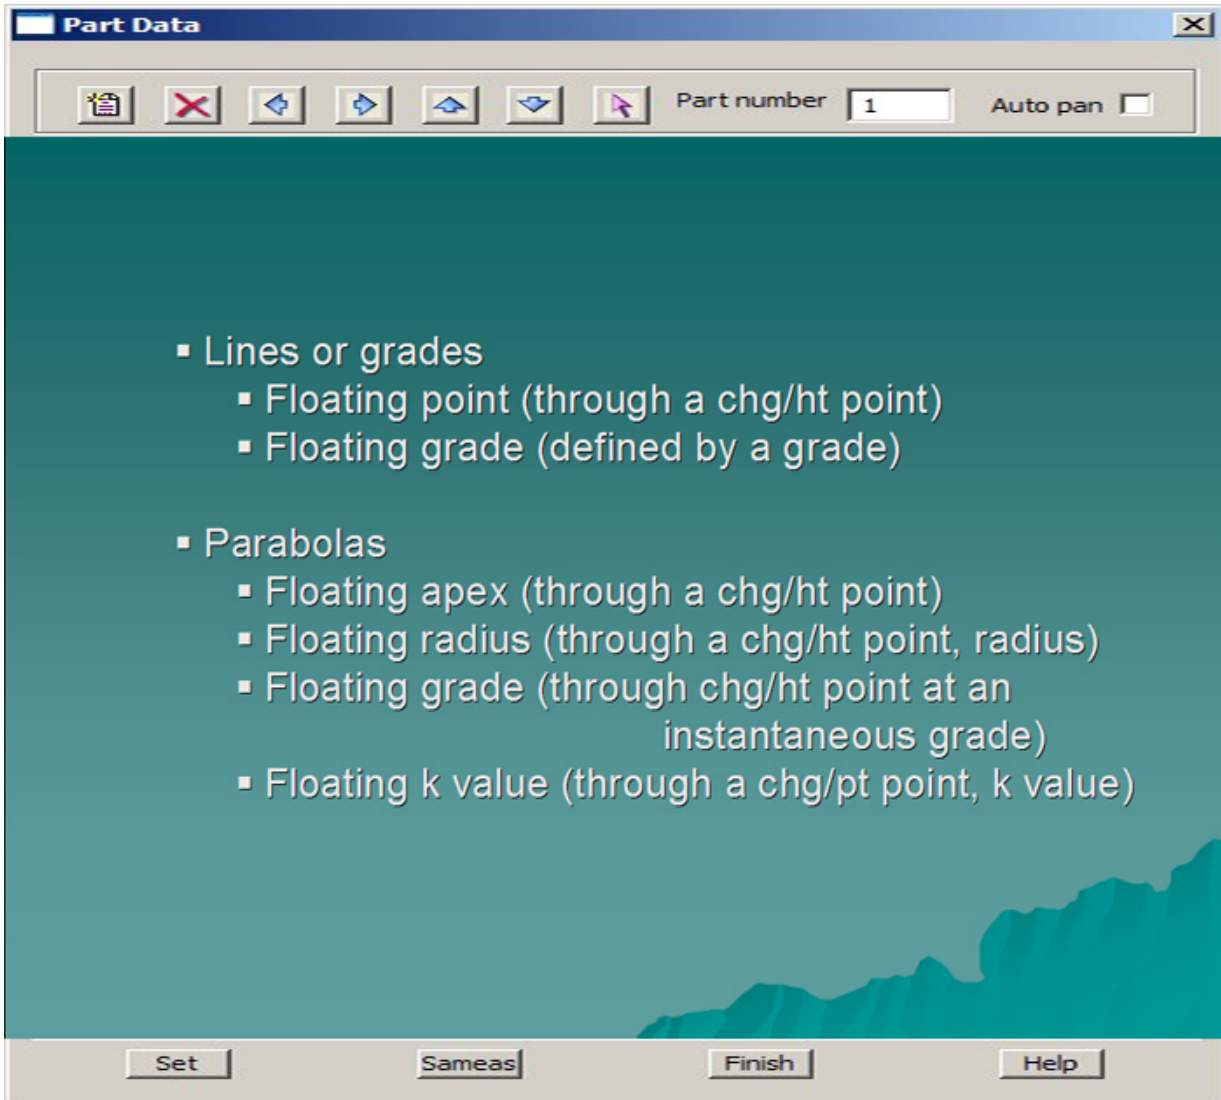 Part Data
Part number 1 Auto pan
▪ Lines or grades
▪ Floating point (through a chg/ht point)
▪ Floating grade (defined by a grade)
▪ Parabolas
▪ Floating apex (through a chg/ht point)
▪ Floating radius (through a chg/ht point, radius)
▪ Floating grade (through chg/ht point at an
instantaneous grade)
▪ Floating k value (through a chg/pt point, k value)
Set Sameas Finish Help